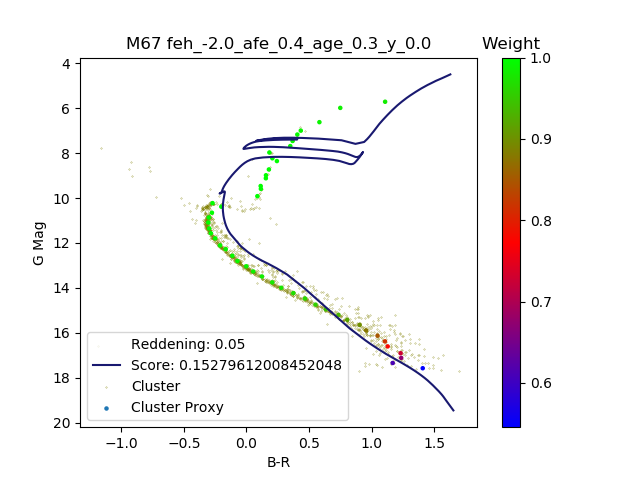 M67 feh_-2.0_afe_0.4_age_0.3_y_0.0
Weight
4
6
8
10
12
14
16
18
20
G Mag
−1.0
−0.5
0.0
0.5
1.0
1.5
B-R
Reddening: 0.05
Score: 0.15279612008452048
Cluster
Cluster Proxy
1.0
0.9
0.8
0.7
0.6